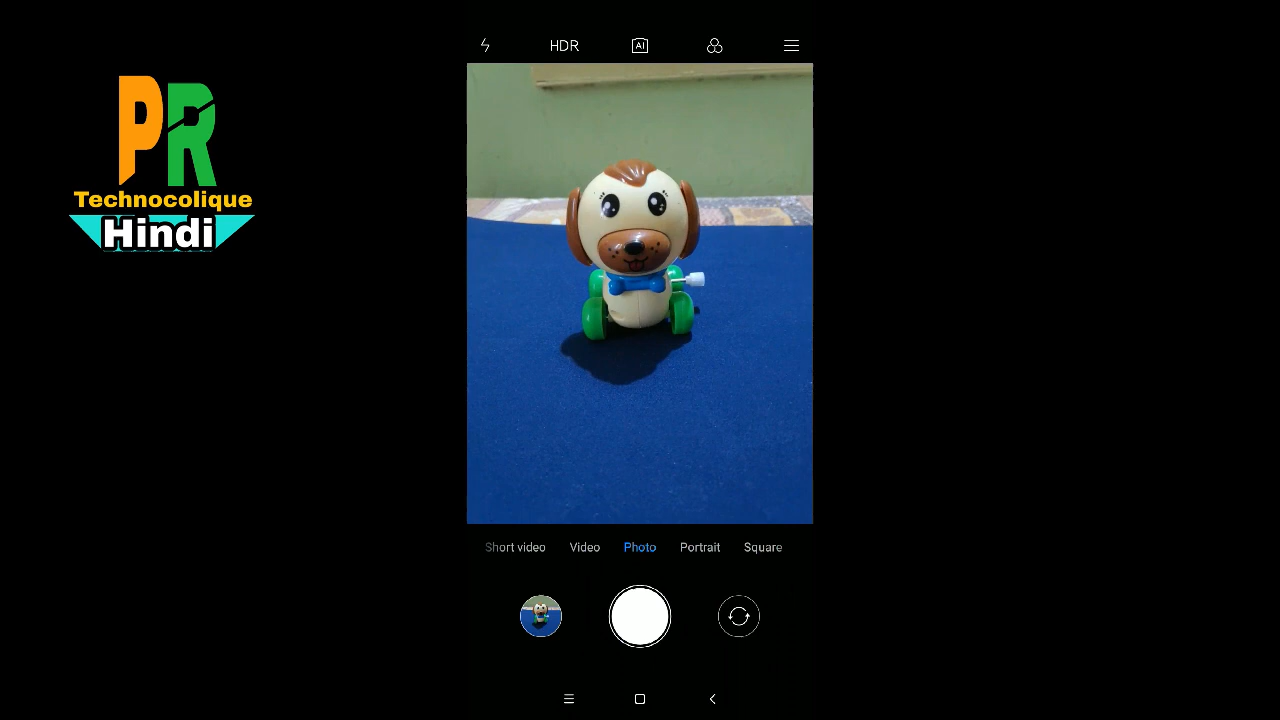 HDR
AI
PR
Technocolique
Hindi
Short video Video Photo Portrait Square